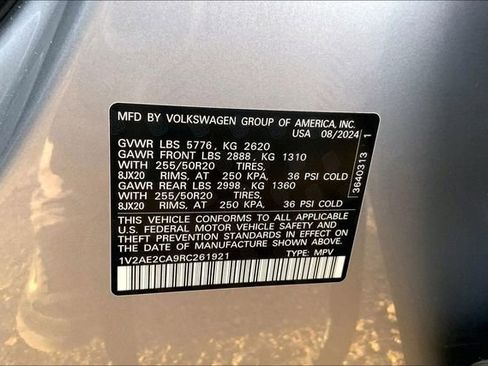 MFD BY VOLKSWAGEN GROUP OF AMERICA, INC.
USA 08/2024
GVWR LBS 5776, KG 2620
GAWR FRONT LBS 2888, KG 1310
WITH 255/50R20 TIRES,
8JX20 RIMS, AT 250 KPA, 36 PSI COLD
GAWR REAR LBS 2998, KG 1360
WITH 255/50R20 TIRES,
8JX20 RIMS, AT 250 KPA, 36 PSI COLD
THIS VEHICLE CONFORMS TO ALL APPLICABLE
U.S. FEDERAL MOTOR VEHICLE SAFETY AND
THEFT PREVENTION STANDARDS IN EFFECT ON THE
DATE OF MANUFACTURE SHOWN ABOVE.
1V2AE2CA9RC261921 TYPE: MPV
3640313 1